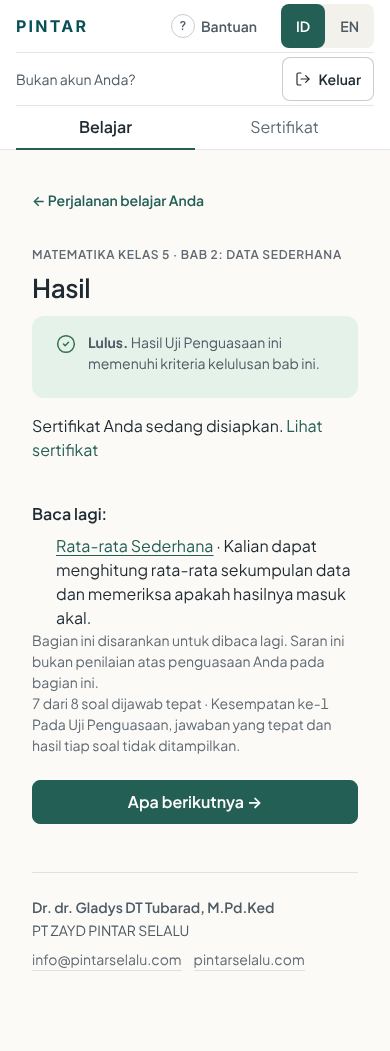 PINTAR
? Bantuan
ID EN
Bukan akun Anda?
Keluar
Belajar
Sertifikat
← Perjalanan belajar Anda
MATEMATIKA KELAS 5 · BAB 2: DATA SEDERHANA
Hasil
Lulus. Hasil Uji Penguasaan ini
memenuhi kriteria kelulusan bab ini.
Sertifikat Anda sedang disiapkan. Lihat
sertifikat
Baca lagi:
Rata-rata Sederhana · Kalian dapat
menghitung rata-rata sekumpulan data
dan memeriksa apakah hasilnya masuk
akal.
Bagian ini disarankan untuk dibaca lagi. Saran ini
bukan penilaian atas penguasaan Anda pada
bagian ini.
7 dari 8 soal dijawab tepat · Kesempatan ke-1
Pada Uji Penguasaan, jawaban yang tepat dan
hasil tiap soal tidak ditampilkan.
Apa berikutnya →
Dr. dr. Gladys DT Tubarad, M.Pd.Ked
PT ZAYD PINTAR SELALU
info@pintarselalu.com pintarselalu.com